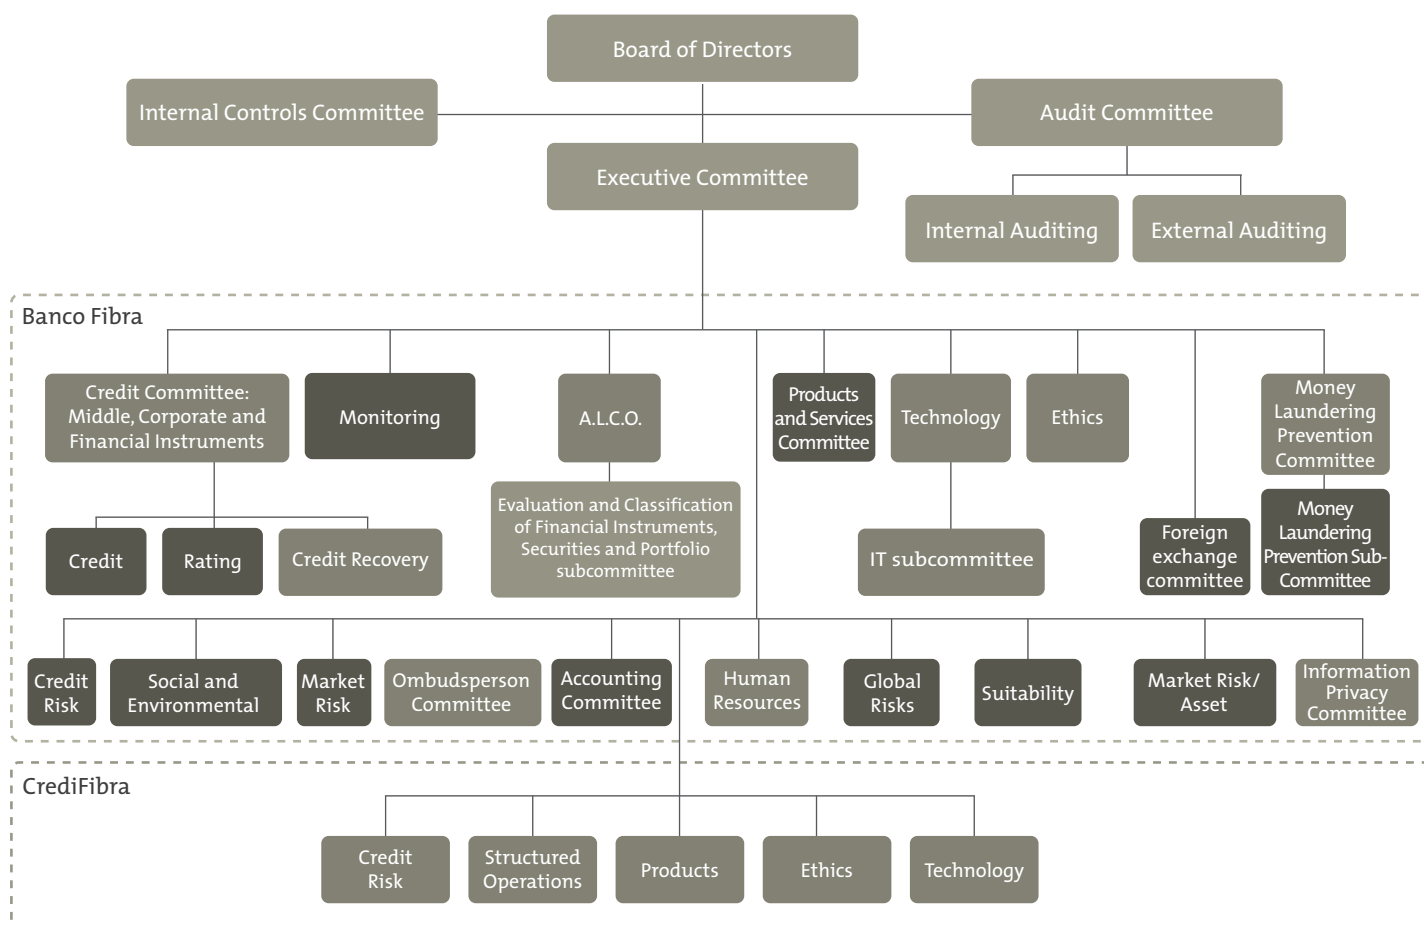 Board of Directors
Internal Controls Committee
Audit Committee
Executive Committee
Internal Auditing
External Auditing
Banco Fibra
Credit Committee:
Middle, Corporate and
Financial Instruments
Monitoring
A.L.C.O.
Products
and Services
Committee
Technology
Ethics
Money
Laundering
Prevention
Committee
Credit
Rating
Credit Recovery
Evaluation and Classification
of Financial Instruments,
Securities and Portfolio
subcommittee
IT subcommittee
Foreign
exchange
committee
Money
Laundering
Prevention Sub-
Committee
Credit
Risk
Social and
Environmental
Market
Risk
Ombudsperson
Committee
Accounting
Committee
Human
Resources
Global
Risks
Suitability
Market Risk/
Asset
Information
Privacy
Committee
CrediFibra
Credit
Risk
Structured
Operations
Products
Ethics
Technology